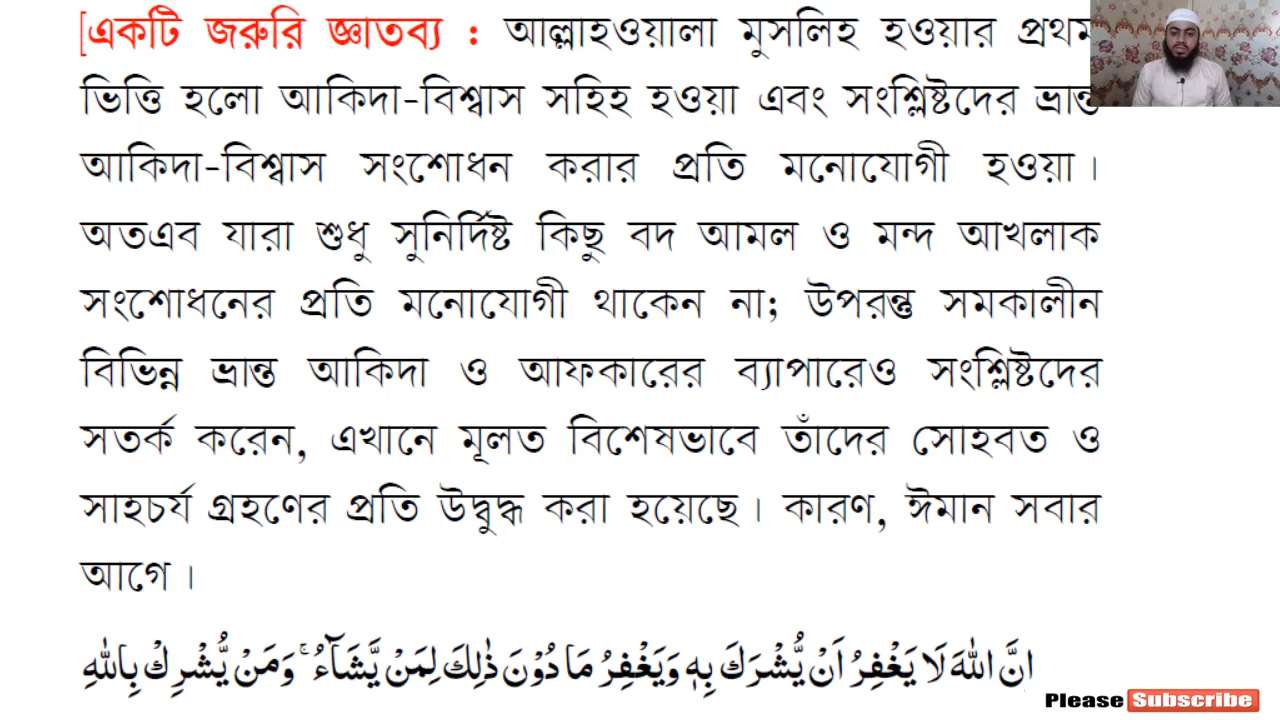 [একটি জরুরি জ্ঞাতব্য : আল্লাহওয়ালা মুসলিহ হওয়ার প্রথম
ভিত্তি হলো আকিদা-বিশ্বাস সহিহ হওয়া এবং সংশ্লিষ্টদের ভ্রান্ত
আকিদা-বিশ্বাস সংশোধন করার প্রতি মনোযোগী হওয়া।
অতএব যারা শুধু সুনির্দিষ্ট কিছু বদ আমল ও মন্দ আখলাক
সংশোধনের প্রতি মনোযোগী থাকেন না; উপরন্তু সমকালীন
বিভিন্ন ভ্রান্ত আকিদা ও আফকারের ব্যাপারেও সংশ্লিষ্টদের
সতর্ক করেন, এখানে মূলত বিশেষভাবে তাঁদের সোহবত ও
সাহচর্য গ্রহণের প্রতি উদ্বুদ্ধ করা হয়েছে। কারণ, ঈমান সবার
আগে।
اِنَّ اللّٰهَ لَا يَغْفِرُ اَنْ يُّشْرَكَ بِهٖ وَيَغْفِرُ مَا دُوْنَ ذٰلِكَ لِمَنْ يَّشَآءُ ۚ وَمَنْ يُّشْرِكْ بِاللّٰهِ
Please Subscribe